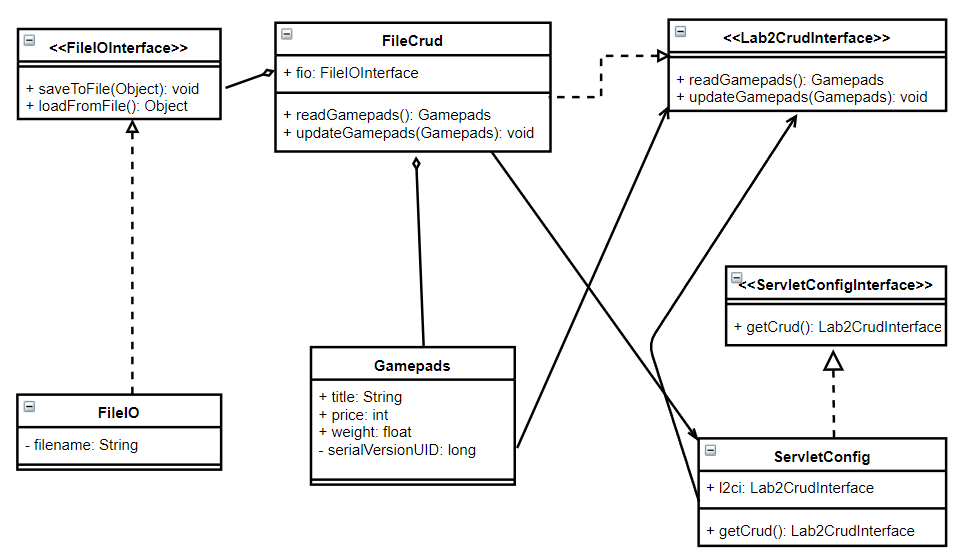 <<FileIOInterface>>
+ saveToFile(Object): void
+ loadFromFile(): Object
FileCrud
+ fio: FileIOInterface
+ readGamepads(): Gamepads
+ updateGamepads(Gamepads): void
<<Lab2CrudInterface>>
+ readGamepads(): Gamepads
+ updateGamepads(Gamepads): void
<<ServletConfigInterface>>
+ getCrud(): Lab2CrudInterface
FileIO
- filename: String
Gamepads
+ title: String
+ price: int
+ weight: float
- serialVersionUID: long
ServletConfig
+ l2ci: Lab2CrudInterface
+ getCrud(): Lab2CrudInterface